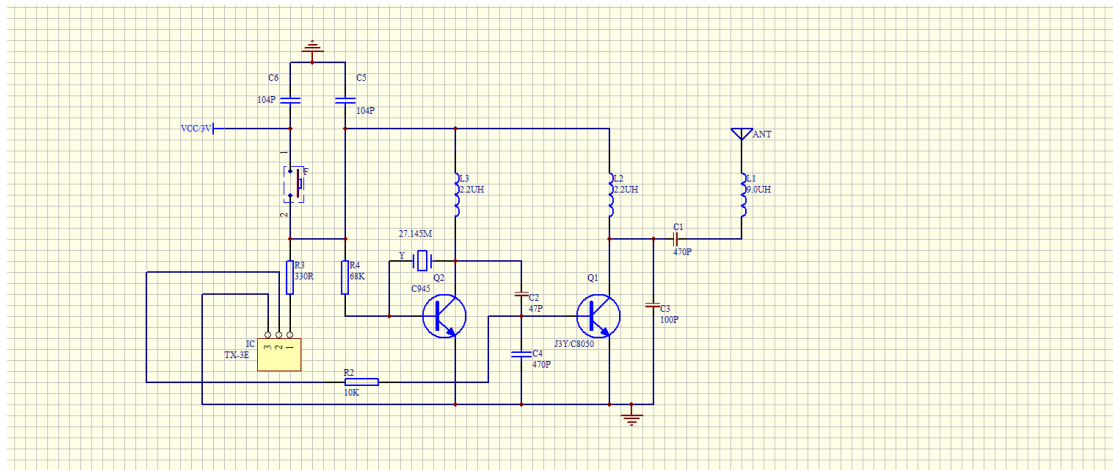 C6
C5
104P
104P
VCC/3V
ANT
1
F
2
L3
2.2UH
L2
2.2UH
L1
9.0UH
27.145M
Y
R3
330R
R4
68K
Q2
C945
C1
470P
Q1
C2
47P
C3
100P
J3Y/C8050
IC
TX-3E
3
2
1
C4
470P
R2
10K